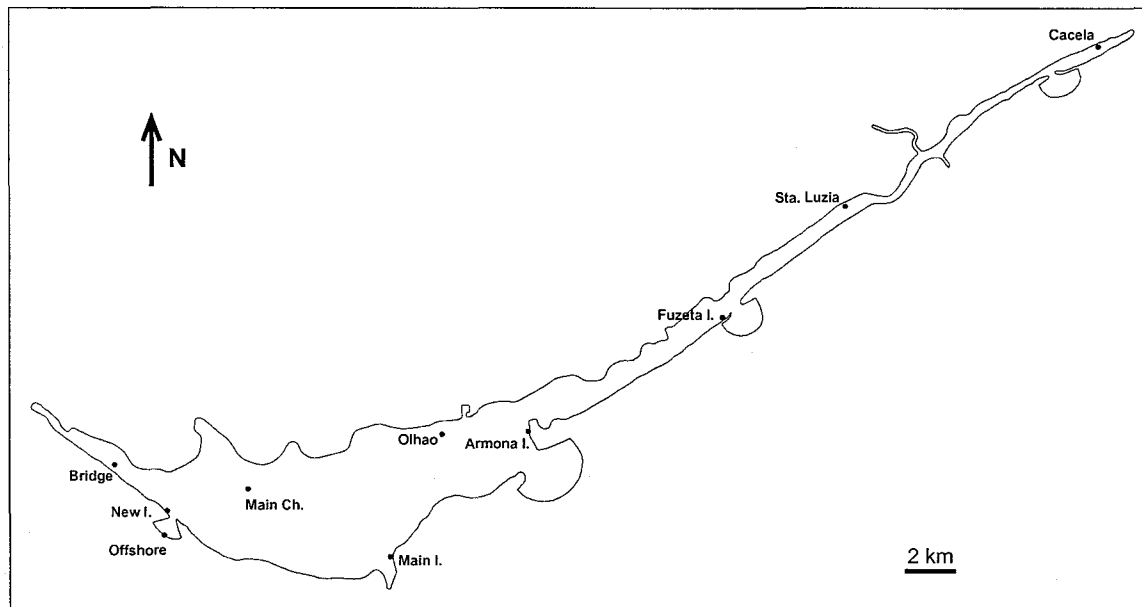 Cacela
N
Sta. Luzia
Fuzeta I.
Olhao
Armona I.
Bridge
Main Ch.
New I.
Offshore
Main I.
2 km